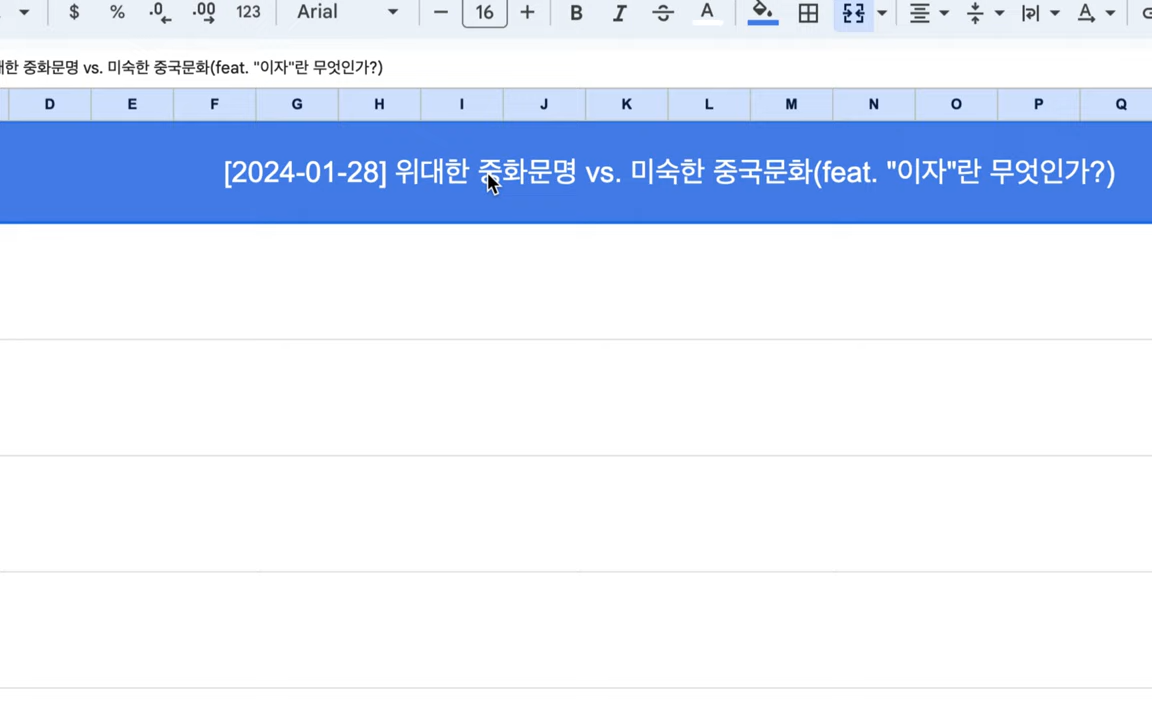 $ % .0 .00 123 Arial 16 B I A A
대한 중화문명 vs. 미숙한 중국문화(feat. "이자"란 무엇인가?)
D E F G H I J K L M N O P Q
[2024-01-28] 위대한 중화문명 vs. 미숙한 중국문화(feat. "이자"란 무엇인가?)